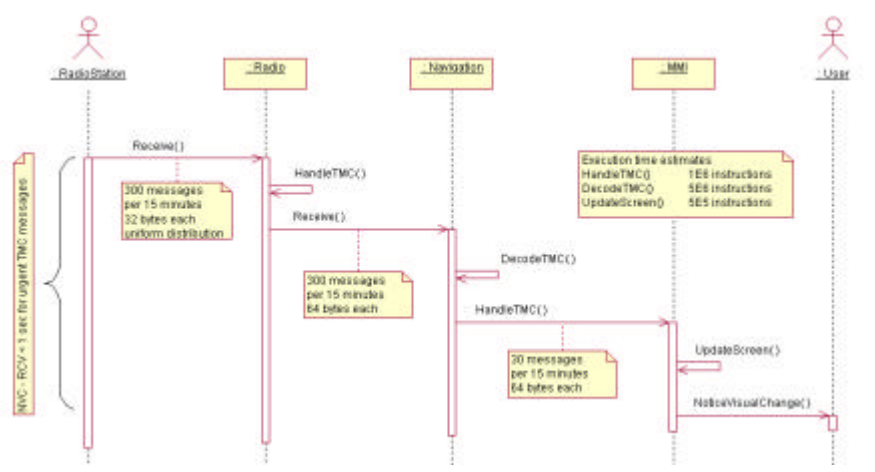 : RadioStation
: Radio
: Navigation
: MMI
: User
Receive()
HandleTMC()
300 messages
per 15 minutes
32 bytes each
uniform distribution
Execution time estimates
HandleTMC() 1E6 instructions
DecodeTMC() 5E6 instructions
UpdateScreen() 5E5 instructions
Receive()
DecodeTMC()
300 messages
per 15 minutes
64 bytes each
HandleTMC()
30 messages
per 15 minutes
64 bytes each
UpdateScreen()
NoticeVisualChange()
NVC - RCV < 1 sec for urgent TMC messages